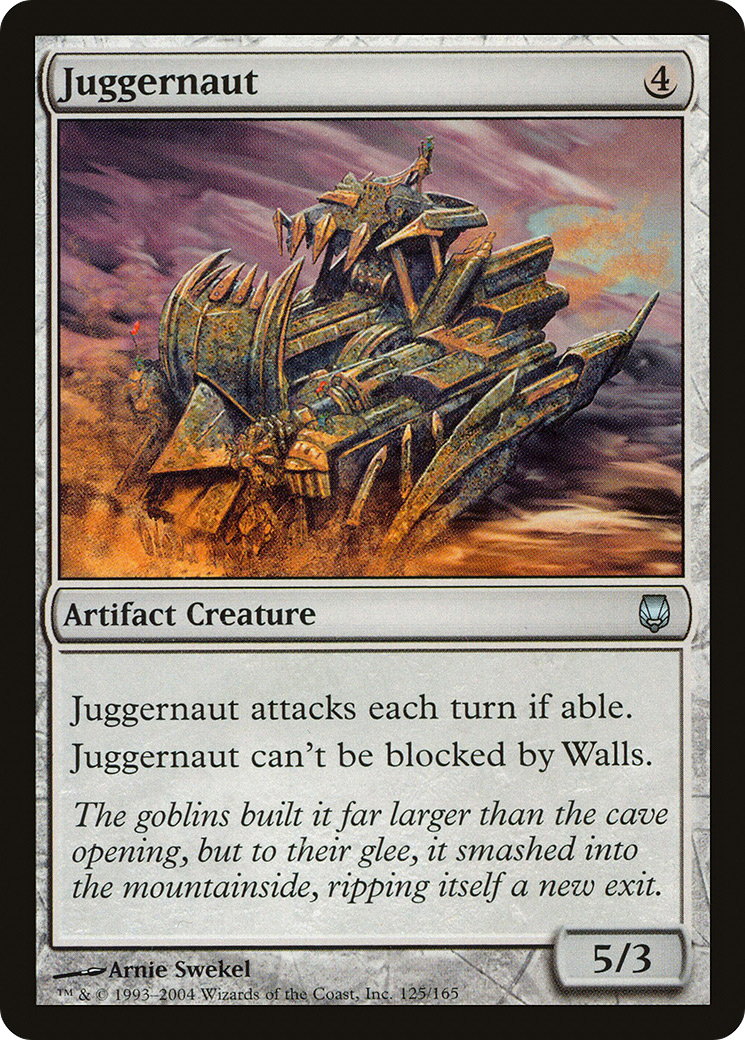 Juggernaut
4
Artifact Creature
Juggernaut attacks each turn if able.
Juggernaut can't be blocked by Walls.
The goblins built it far larger than the cave
opening, but to their glee, it smashed into
the mountainside, ripping itself a new exit.
5/3
Arnie Swekel
™ & © 1993–2004 Wizards of the Coast, Inc. 125/165